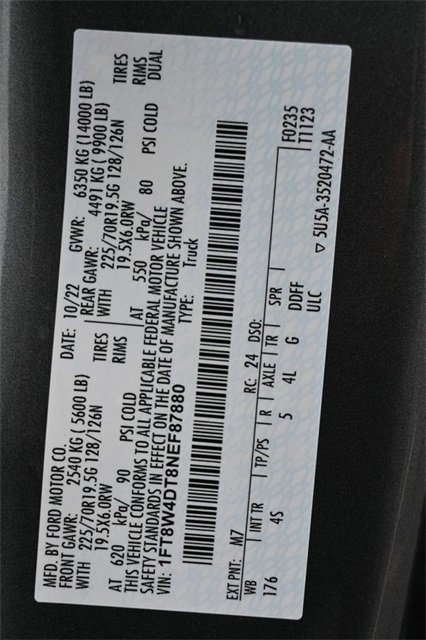 MFD. BY FORD MOTOR CO.
DATE: 10/22 GVWR: 6350 KG (14000 LB)
FRONT GAWR: 2540 KG ( 5600 LB) REAR GAWR: 4491 KG ( 9900 LB)
WITH 225/70R19.5G 128/126N TIRES WITH 225/70R19.5G 128/126N TIRES
19.5X6.0RW RIMS 19.5X6.0RW RIMS
AT 620 kPa/ 90 PSI COLD AT 550 kPa/ 80 PSI COLD DUAL
THIS VEHICLE CONFORMS TO ALL APPLICABLE FEDERAL MOTOR VEHICLE
SAFETY STANDARDS IN EFFECT ON THE DATE OF MANUFACTURE SHOWN ABOVE.
VIN: 1FT8W4DT8NEF87880 TYPE: Truck
EXT PNT: M7 RC: 24 DSO: F0235
WB INT TR TP/PS R AXLE TR SPR T1123
176 4S 5 4L G DDFF
ULC ▽ 5U5A-3520472-AA